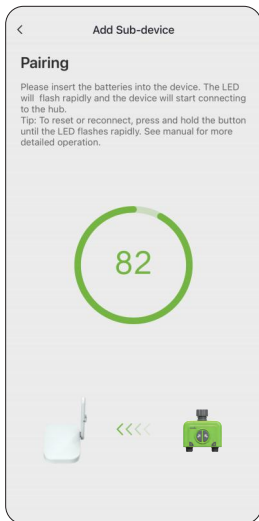 Add Sub-device
Pairing
Please insert the batteries into the device. The LED
will flash rapidly and the device will start connecting
to the hub.
Tip: To reset or reconnect, press and hold the button
until the LED flashes rapidly. See manual for more
detailed operation.
82